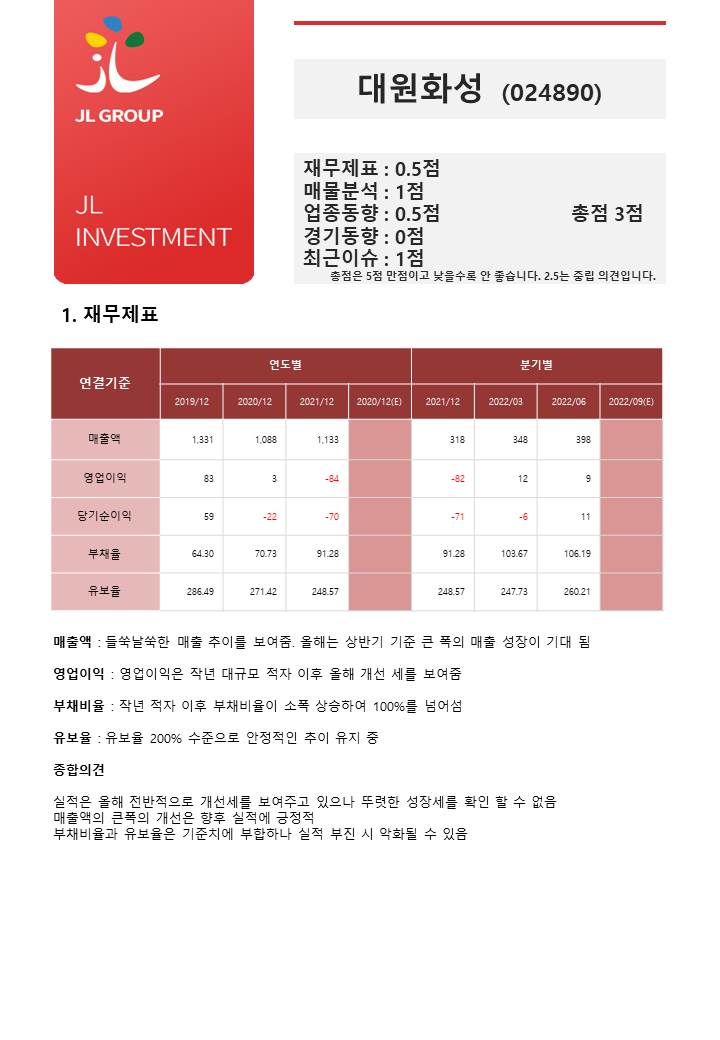 JL GROUP
JL
INVESTMENT
대원화성 (024890)
재무제표 : 0.5점
매물분석 : 1점
업종동향 : 0.5점 총점 3점
경기동향 : 0점
최근이슈 : 1점
총점은 5점 만점이고 낮을수록 안 좋습니다. 2.5는 중립 의견입니다.
1. 재무제표
연결기준 연도별 분기별
2019/12 2020/12 2021/12 2020/12(E) 2021/12 2022/03 2022/06 2022/09(E)
매출액 1,331 1,088 1,133 318 348 398
영업이익 83 3 -84 -82 12 9
당기순이익 59 -22 -70 -71 -6 11
부채율 64.30 70.73 91.28 91.28 103.67 106.19
유보율 286.49 271.42 248.57 248.57 247.73 260.21
매출액 : 들쑥날쑥한 매출 추이를 보여줌. 올해는 상반기 기준 큰 폭의 매출 성장이 기대 됨
영업이익 : 영업이익은 작년 대규모 적자 이후 올해 개선 세를 보여줌
부채비율 : 작년 적자 이후 부채비율이 소폭 상승하여 100%를 넘어섬
유보율 : 유보율 200% 수준으로 안정적인 추이 유지 중
종합의견
실적은 올해 전반적으로 개선세를 보여주고 있으나 뚜렷한 성장세를 확인 할 수 없음
매출액의 큰폭의 개선은 향후 실적에 긍정적
부채비율과 유보율은 기준치에 부합하나 실적 부진 시 악화될 수 있음